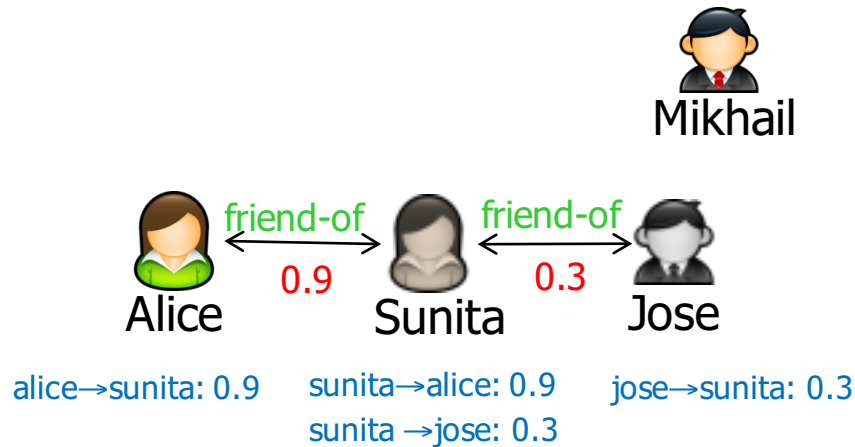 Mikhail
friend-of friend-of
0.9 0.3
Alice Sunita Jose
alice→sunita: 0.9 sunita→alice: 0.9 jose→sunita: 0.3
sunita →jose: 0.3